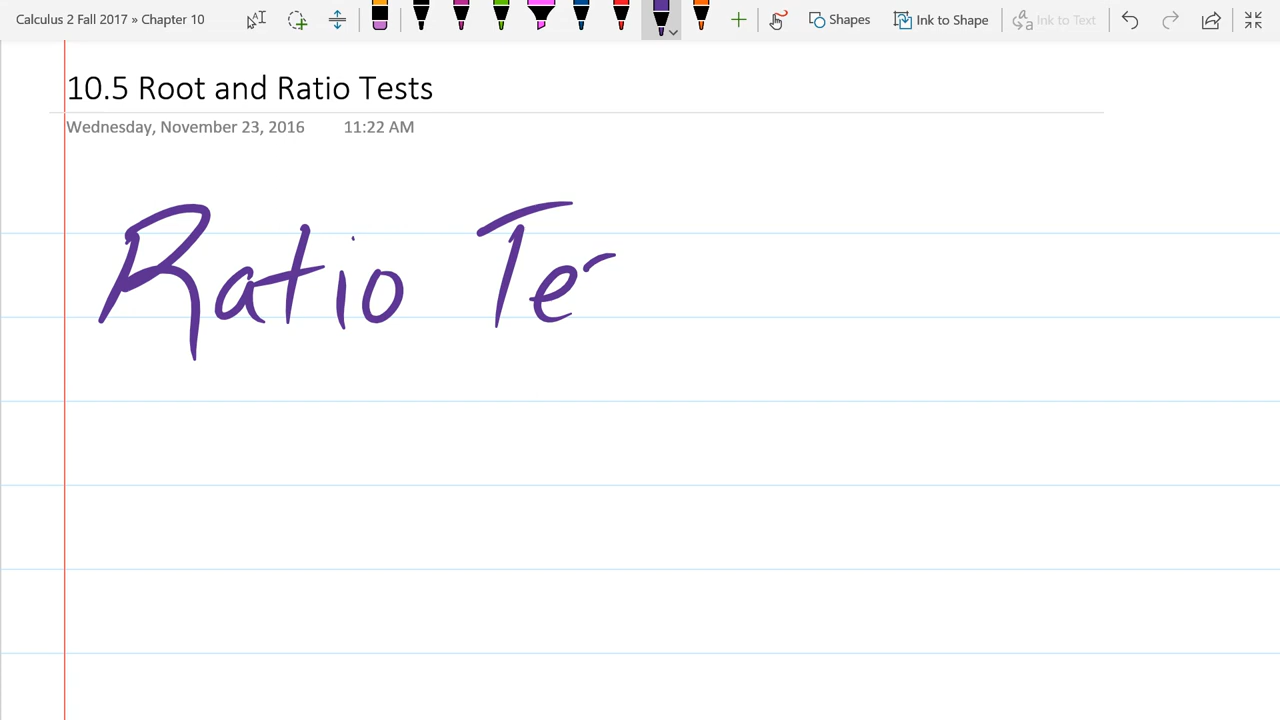 Calculus 2 Fall 2017 » Chapter 10 Shapes Ink to Shape Ink to Text
10.5 Root and Ratio Tests
Wednesday, November 23, 2016 11:22 AM
Ratio Te